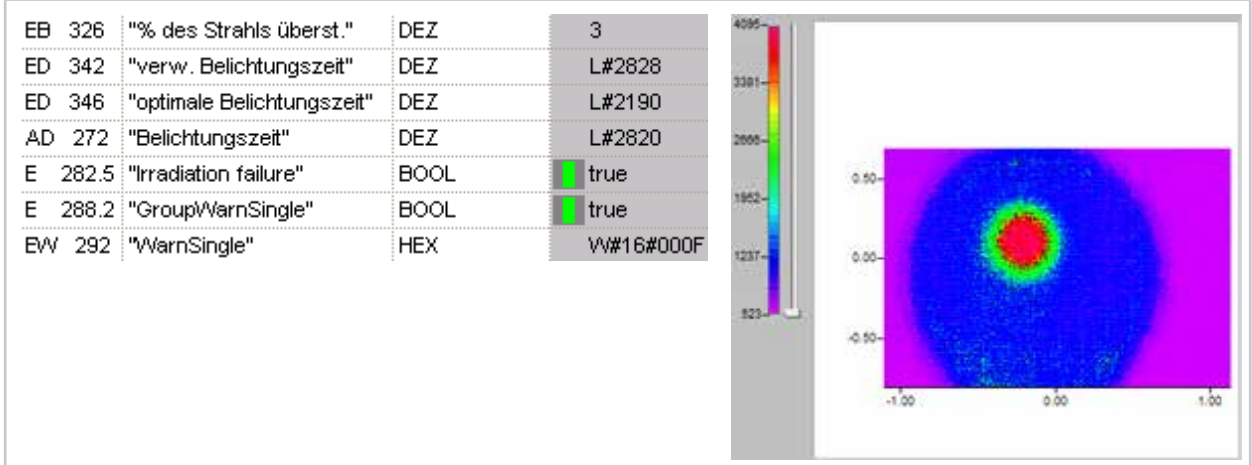 EB 326 "% des Strahls überst." DEZ 3
ED 342 "verw. Belichtungszeit" DEZ L#2828
ED 346 "optimale Belichtungszeit" DEZ L#2190
AD 272 "Belichtungszeit" DEZ L#2820
E 282.5 "Irradiation failure" BOOL true
E 288.2 "GroupWarnSingle" BOOL true
EW 292 "WarnSingle" HEX W#16#000F
4095
3381
1952
1237
523
0.50
0.00
-0.50
-1.00 0.00 1.00